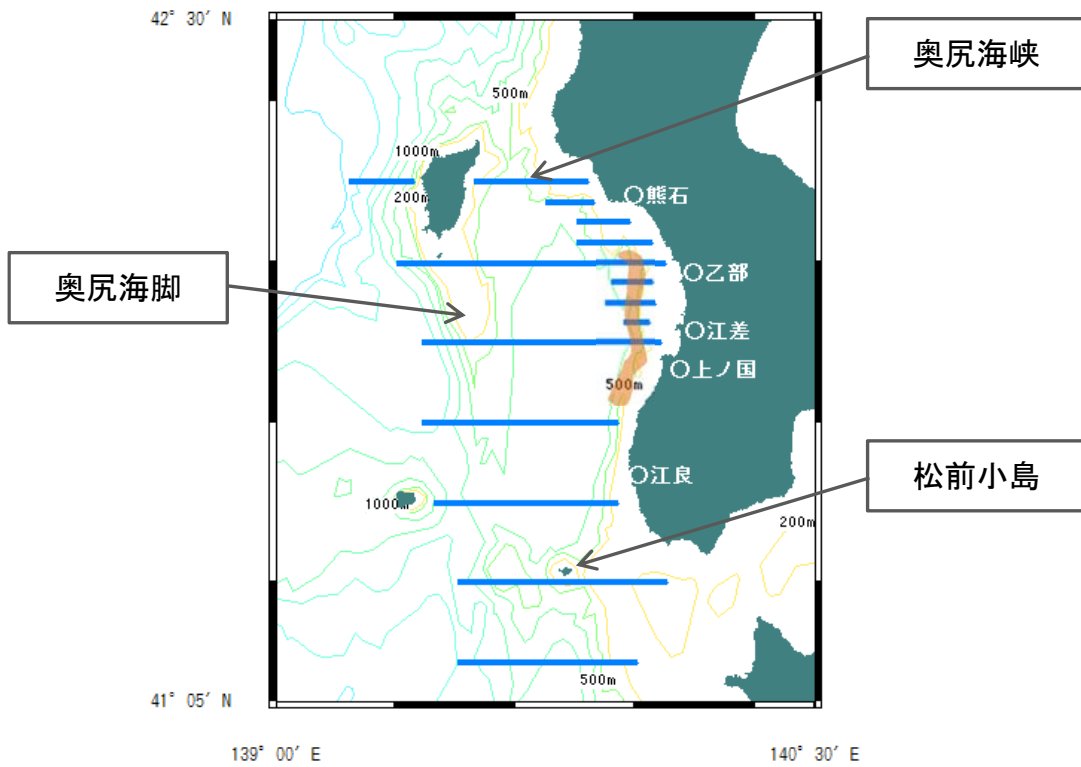 42° 30′ N
奥尻海峡
500m
1000m
200m
○熊石
奥尻海脚
○乙部
○江差
○上ノ国
500m
○江良
松前小島
1000m
200m
500m
41° 05′ N
139° 00′ E
140° 30′ E